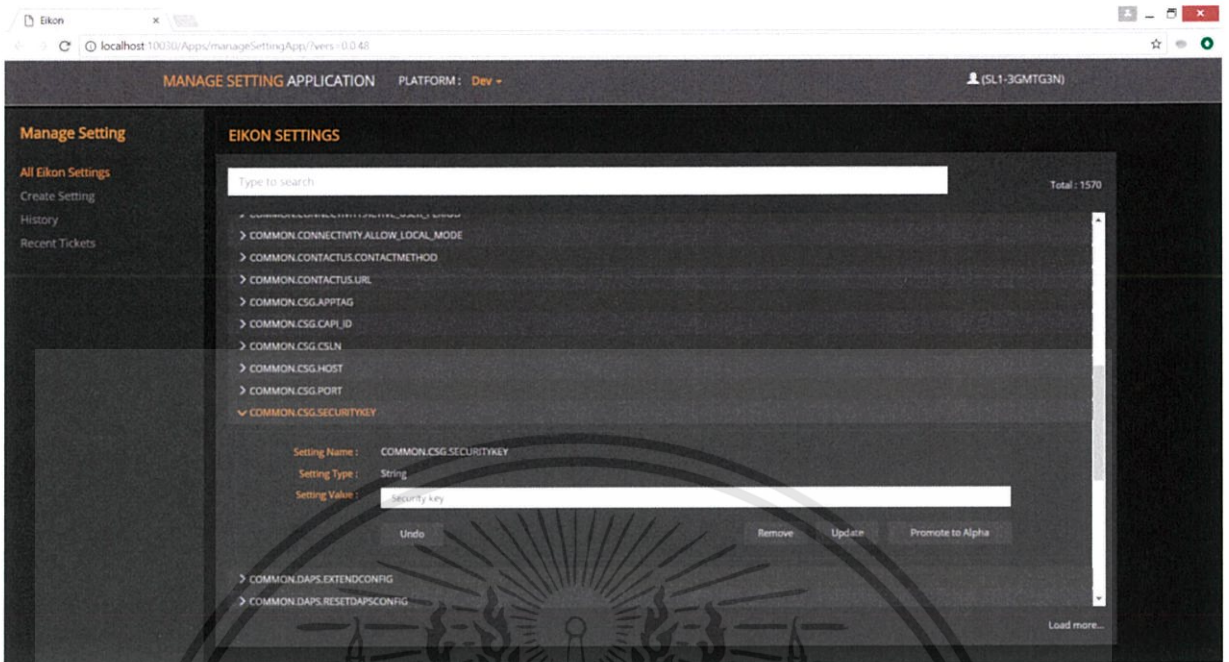 Eikon
localhost:10030/Apps/manageSettingApp/?vers=0.0.48
MANAGE SETTING APPLICATION PLATFORM : Dev (SL1-3GMTG3N)
Manage Setting
All Eikon Settings
Create Setting
History
Recent Tickets
EIKON SETTINGS
Type to search Total : 1570
COMMON.CONNECTIVITY.ALLOW_LOCAL_MODE
COMMON.CONTACTUS.CONTACTMETHOD
COMMON.CONTACTUS.URL
COMMON.CSG.APPTAG
COMMON.CSG.CAPI_ID
COMMON.CSG.CSLN
COMMON.CSG.HOST
COMMON.CSG.PORT
COMMON.CSG.SECURITYKEY
Setting Name : COMMON.CSG.SECURITYKEY
Setting Type : String
Setting Value : Security key
Undo Remove Update Promote to Alpha
COMMON.DAPS.EXTENDCONFIG
COMMON.DAPS.RESETDAPSCONFIG
Load more...